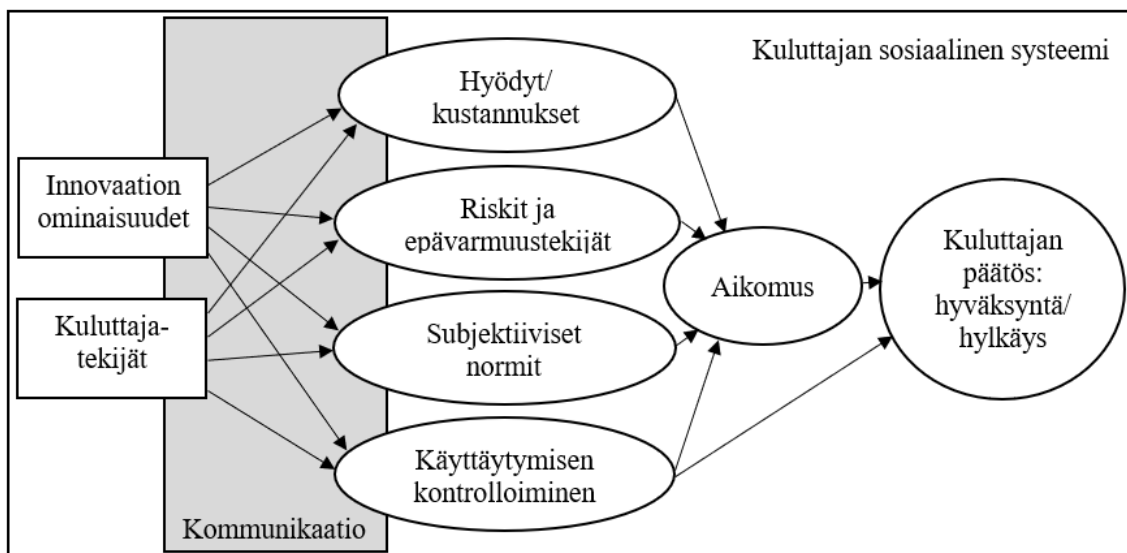 Kuluttajan sosiaalinen systeemi
Hyödyt/
kustannukset
Innovaation
ominaisuudet
Riskit ja
epävarmuustekijät
Kuluttaja-
tekijät
Subjektiiviset
normit
Käyttäytymisen
kontrolloiminen
Kommunikaatio
Aikomus
Kuluttajan
päätös:
hyväksyntä/
hylkäys